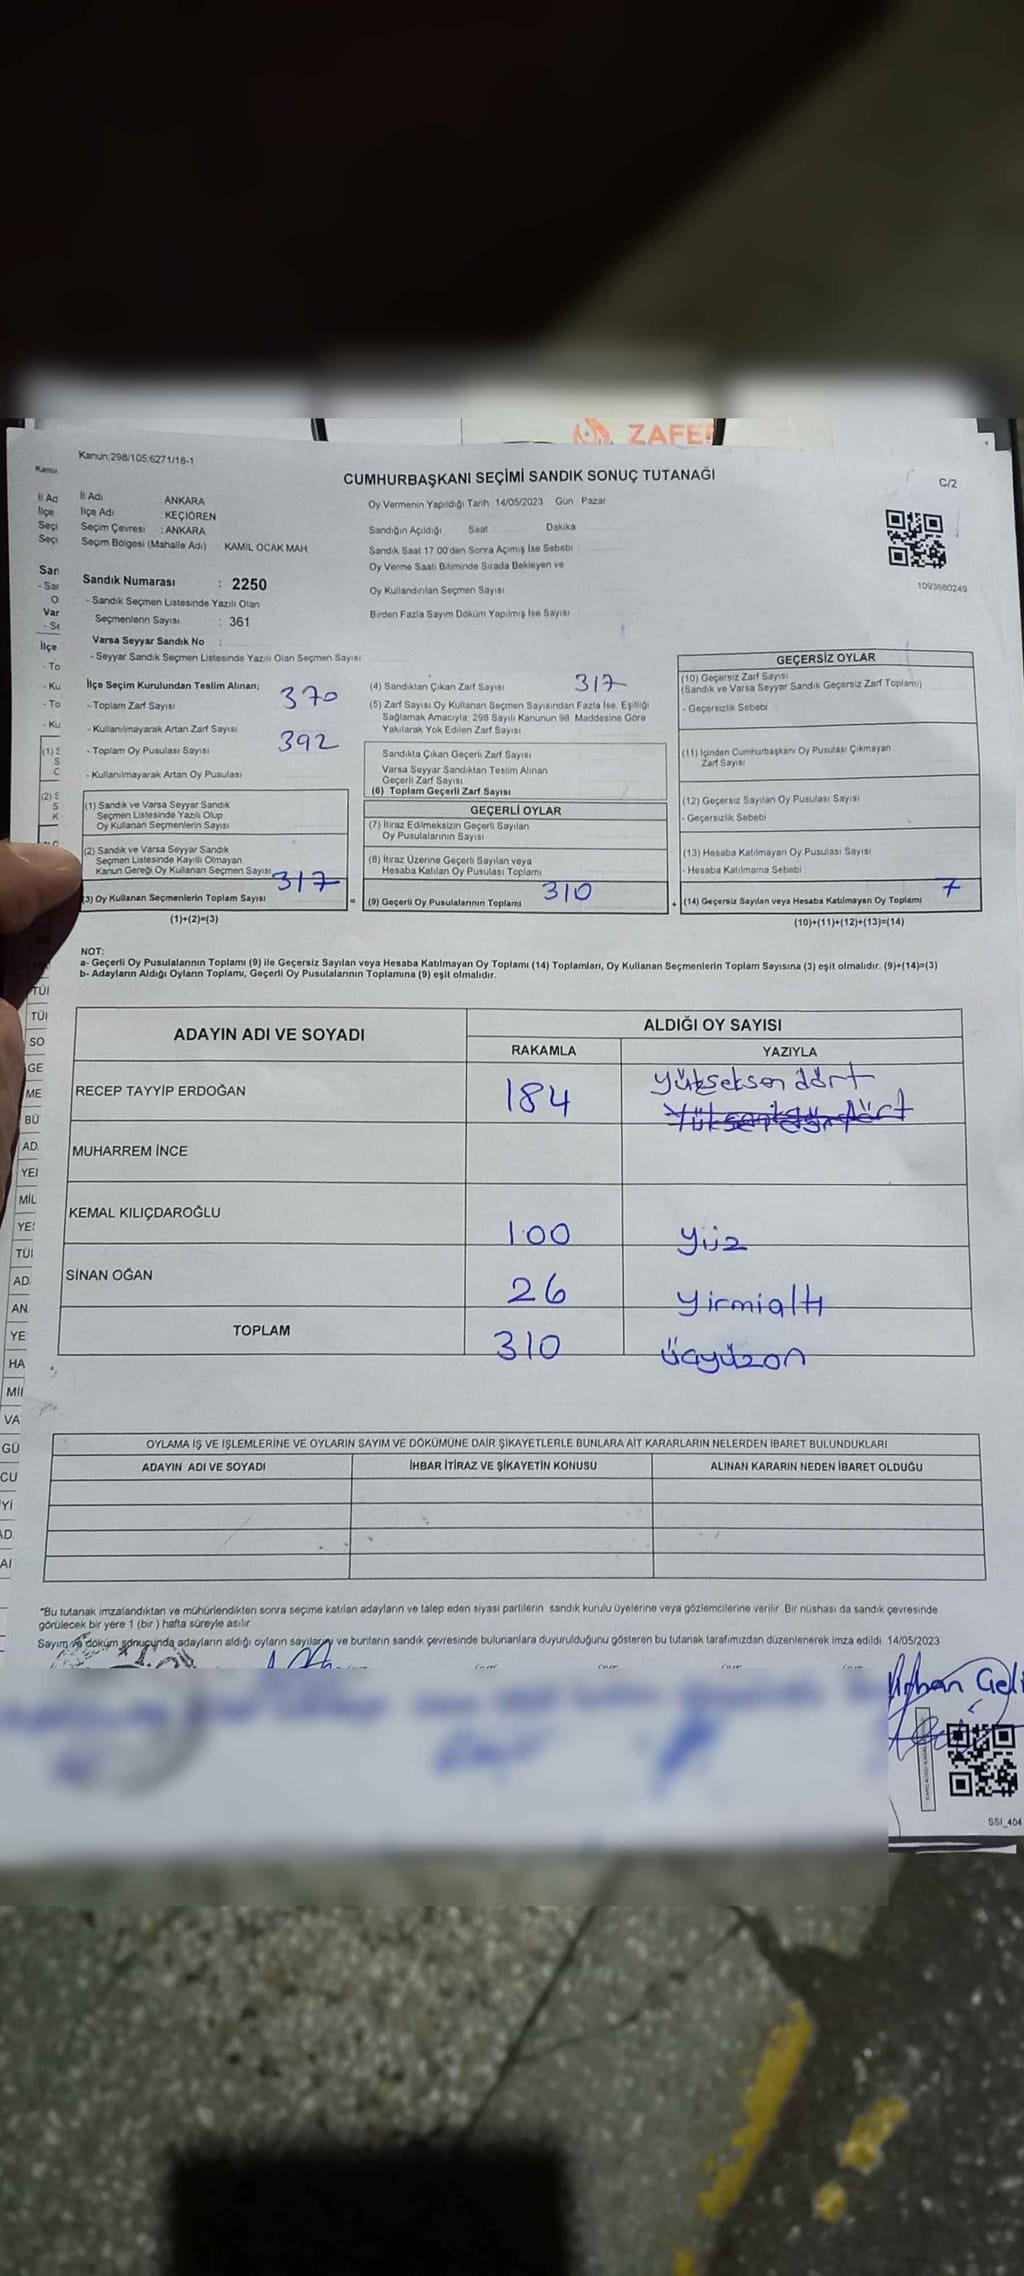 ZAFER
Kanun:298/105,6271/18-1
CUMHURBAŞKANI SEÇİMİ SANDIK SONUÇ TUTANAĞI
C/2
İl Adı ANKARA
İlçe Adı : KEÇİÖREN
Seçim Çevresi : ANKARA
Seçim Bölgesi (Mahalle Adı) KAMİL OCAK MAH.
Oy Vermenin Yapıldığı Tarih 14/05/2023 Gün Pazar
Sandığın Açıldığı Saat Dakika
Sandık Saat 17.00'den Sonra Açımış İse Sebebi
Oy Verme Saati Bitiminde Sırada Bekleyen ve
Oy Kullandırılan Seçmen Sayısı
Birden Fazla Sayım Döküm Yapılmış İse Sayısı
1093680249
Sandık Numarası : 2250
- Sandık Seçmen Listesinde Yazılı Olan
Seçmenlerin Sayısı : 361
Varsa Seyyar Sandık No :
- Seyyar Sandık Seçmen Listesinde Yazılı Olan Seçmen Sayısı:
İlçe Seçim Kurulundan Teslim Alınan;
- Toplam Zarf Sayısı 370
- Kullanılmayarak Artan Zarf Sayısı
- Toplam Oy Pusulası Sayısı 392
- Kullanılmayarak Artan Oy Pusulası
(1) Sandık ve Varsa Seyyar Sandık
Seçmen Listesinde Yazılı Olup
Oy Kullanan Seçmenlerin Sayısı
(2) Sandık ve Varsa Seyyar Sandık
Seçmen Listesinde Kayıtlı Olmayan
Kanun Gereği Oy Kullanan Seçmen Sayısı
317
(3) Oy Kullanan Seçmenlerin Toplam Sayısı =
(1)+(2)=(3)
(4) Sandıktan Çıkan Zarf Sayısı 317
(5) Zarf Sayısı Oy Kullanan Seçmen Sayısından Fazla İse, Eşitliği
Sağlamak Amacıyla, 298 Sayılı Kanunun 98. Maddesine Göre
Yakılarak Yok Edilen Zarf Sayısı
Sandıkta Çıkan Geçerli Zarf Sayısı
Varsa Seyyar Sandıktan Teslim Alınan
Geçerli Zarf Sayısı
(6) Toplam Geçerli Zarf Sayısı
GEÇERLİ OYLAR
(7) İtiraz Edilmeksizin Geçerli Sayılan
Oy Pusulalarının Sayısı
(8) İtiraz Üzerine Geçerli Sayılan veya
Hesaba Katılan Oy Pusulası Toplamı
(9) Geçerli Oy Pusulalarının Toplamı 310 +
GEÇERSİZ OYLAR
(10) Geçersiz Zarf Sayısı
(Sandık ve Varsa Seyyar Sandık Geçersiz Zarf Toplamı)
- Geçersizlik Sebebi
(11) İçinden Cumhurbaşkanı Oy Pusulası Çıkmayan
Zarf Sayısı
(12) Geçersiz Sayılan Oy Pusulası Sayısı
- Geçersizlik Sebebi
(13) Hesaba Katılmayan Oy Pusulası Sayısı
- Hesaba Katılmama Sebebi
7
(14) Geçersiz Sayılan veya Hesaba Katılmayan Oy Toplamı
(10)+(11)+(12)+(13)=(14)
NOT:
a- Geçerli Oy Pusulalarının Toplamı (9) ile Geçersiz Sayılan veya Hesaba Katılmayan Oy Toplamı (14) Toplamları, Oy Kullanan Seçmenlerin Toplam Sayısına (3) eşit olmalıdır. (9)+(14)=(3)
b- Adayların Aldığı Oyların Toplamı, Geçerli Oy Pusulalarının Toplamına (9) eşit olmalıdır.
ADAYIN ADI VE SOYADI ALDIĞI OY SAYISI
RAKAMLA YAZIYLA
RECEP TAYYİP ERDOĞAN 184 yükseksen dört
MUHARREM İNCE
KEMAL KILIÇDAROĞLU 100 yüz
SİNAN OĞAN 26 yirmialtı
TOPLAM 310 üçyüzon
OYLAMA İŞ VE İŞLEMLERİNE VE OYLARIN SAYIM VE DÖKÜMÜNE DAİR ŞİKAYETLERLE BUNLARA AİT KARARLARIN NELERDEN İBARET BULUNDUKLARI
ADAYIN ADI VE SOYADI İHBAR İTİRAZ VE ŞİKAYETİN KONUSU ALINAN KARARIN NEDEN İBARET OLDUĞU
*Bu tutanak imzalandıktan ve mühürlendikten sonra seçime katılan adayların ve talep eden siyasi partilerin sandık kurulu üyelerine veya gözlemcilerine verilir. Bir nüshası da sandık çevresinde
görülecek bir yere 1 (bir) hafta süreyle asılır.
Sayım ve döküm sonucunda adayların aldığı oyların sayılarını ve bunların sandık çevresinde bulunanlara duyurulduğunu gösteren bu tutanak tarafımızdan düzenlenerek imza edildi. 14/05/2023
SSI_404